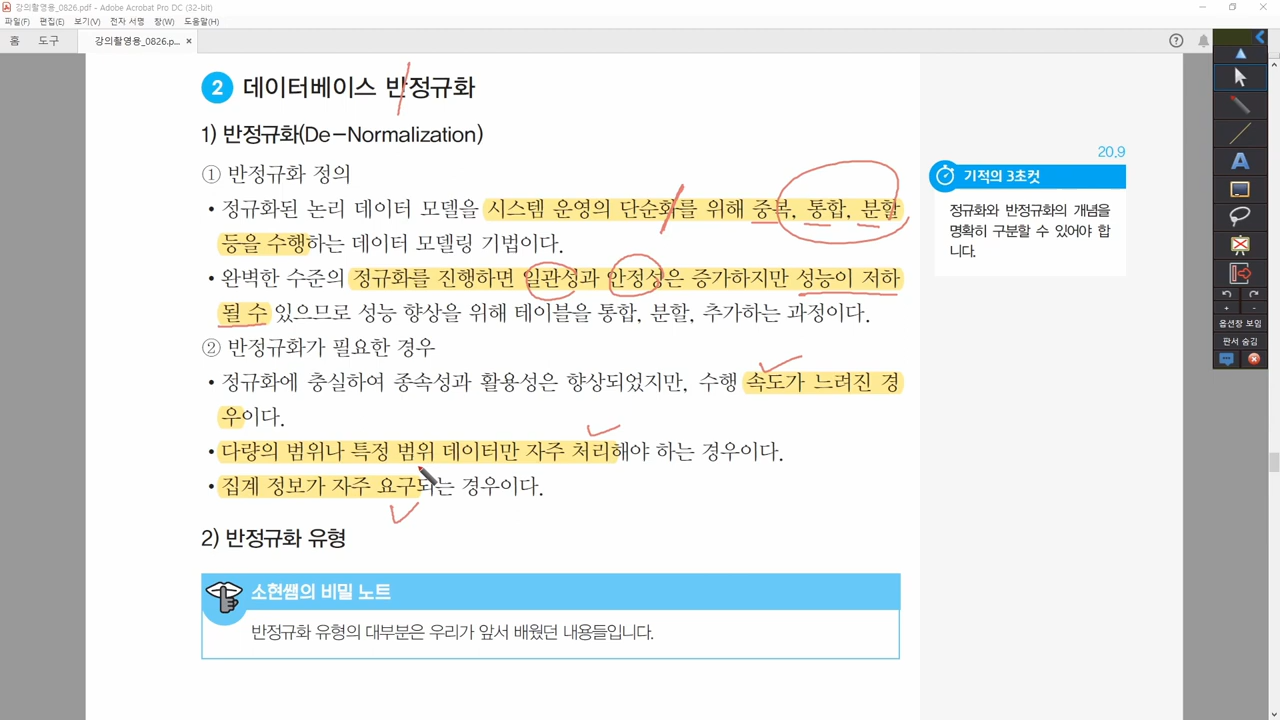 강의촬영용_0826.pdf - Adobe Acrobat Pro DC (32-bit)
파일(F) 편집(E) 보기(V) 전자 서명 창(W) 도움말(H)
홈 도구 강의촬영용_0826.p... ×
2 데이터베이스 반정규화
1) 반정규화(De-Normalization)
① 반정규화 정의
• 정규화된 논리 데이터 모델을 시스템 운영의 단순화를 위해 중복, 통합, 분할
등을 수행하는 데이터 모델링 기법이다.
• 완벽한 수준의 정규화를 진행하면 일관성과 안정성은 증가하지만 성능이 저하
될 수 있으므로 성능 향상을 위해 테이블을 통합, 분할, 추가하는 과정이다.
② 반정규화가 필요한 경우
• 정규화에 충실하여 종속성과 활용성은 향상되었지만, 수행 속도가 느려진 경
우이다.
• 다량의 범위나 특정 범위 데이터만 자주 처리해야 하는 경우이다.
• 집계 정보가 자주 요구되는 경우이다.
2) 반정규화 유형
소현쌤의 비밀 노트
반정규화 유형의 대부분은 우리가 앞서 배웠던 내용들입니다.
20.9
기적의 3초컷
정규화와 반정규화의 개념을
명확히 구분할 수 있어야 합
니다.
A
옵션창 보임
판서 숨김